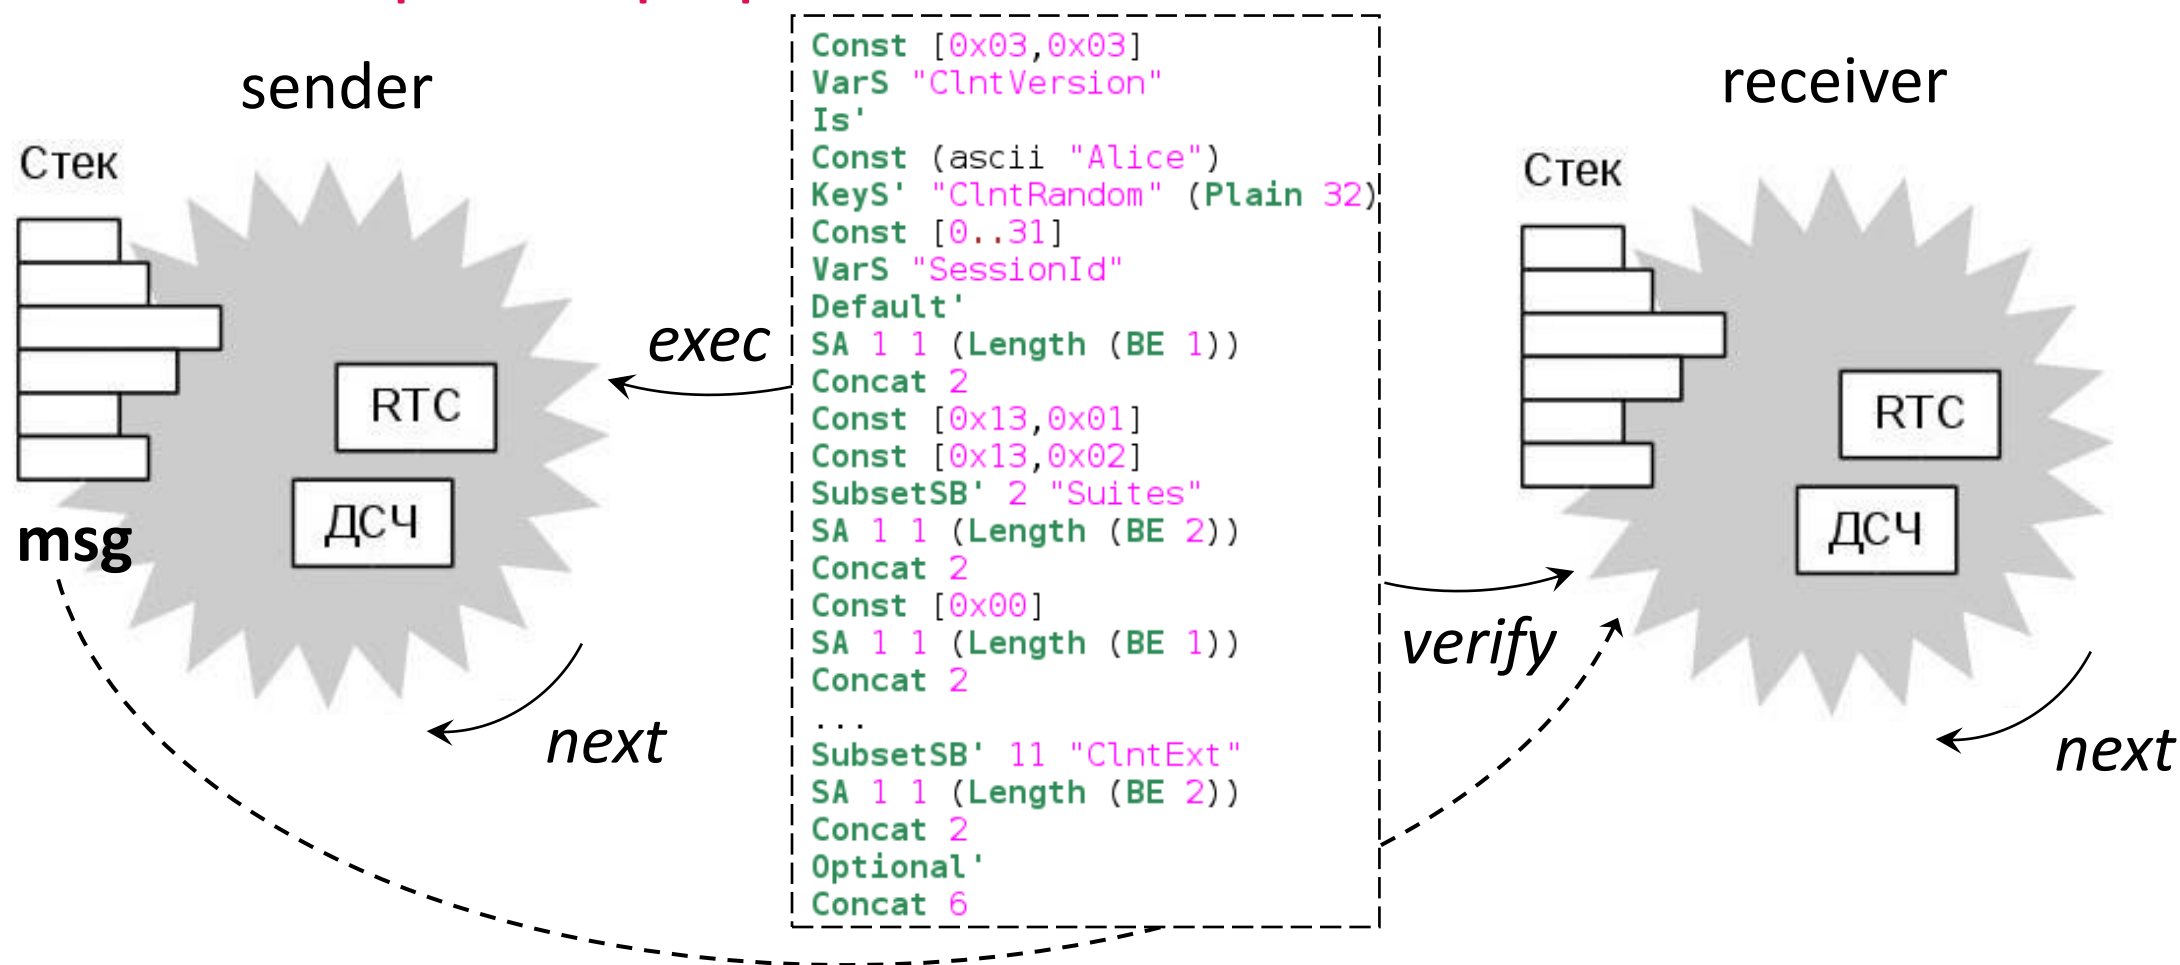 sender
Стек
RTC
ДСЧ
msg
next
exec
Const [0x03,0x03]
VarS "ClntVersion"
Is'
Const (ascii "Alice")
KeyS' "ClntRandom" (Plain 32)
Const [0..31]
VarS "SessionId"
Default'
SA 1 1 (Length (BE 1))
Concat 2
Const [0x13,0x01]
Const [0x13,0x02]
SubsetSB' 2 "Suites"
SA 1 1 (Length (BE 2))
Concat 2
Const [0x00]
SA 1 1 (Length (BE 1))
Concat 2
...
SubsetSB' 11 "ClntExt"
SA 1 1 (Length (BE 2))
Concat 2
Optional'
Concat 6
verify
receiver
Стек
RTC
ДСЧ
next